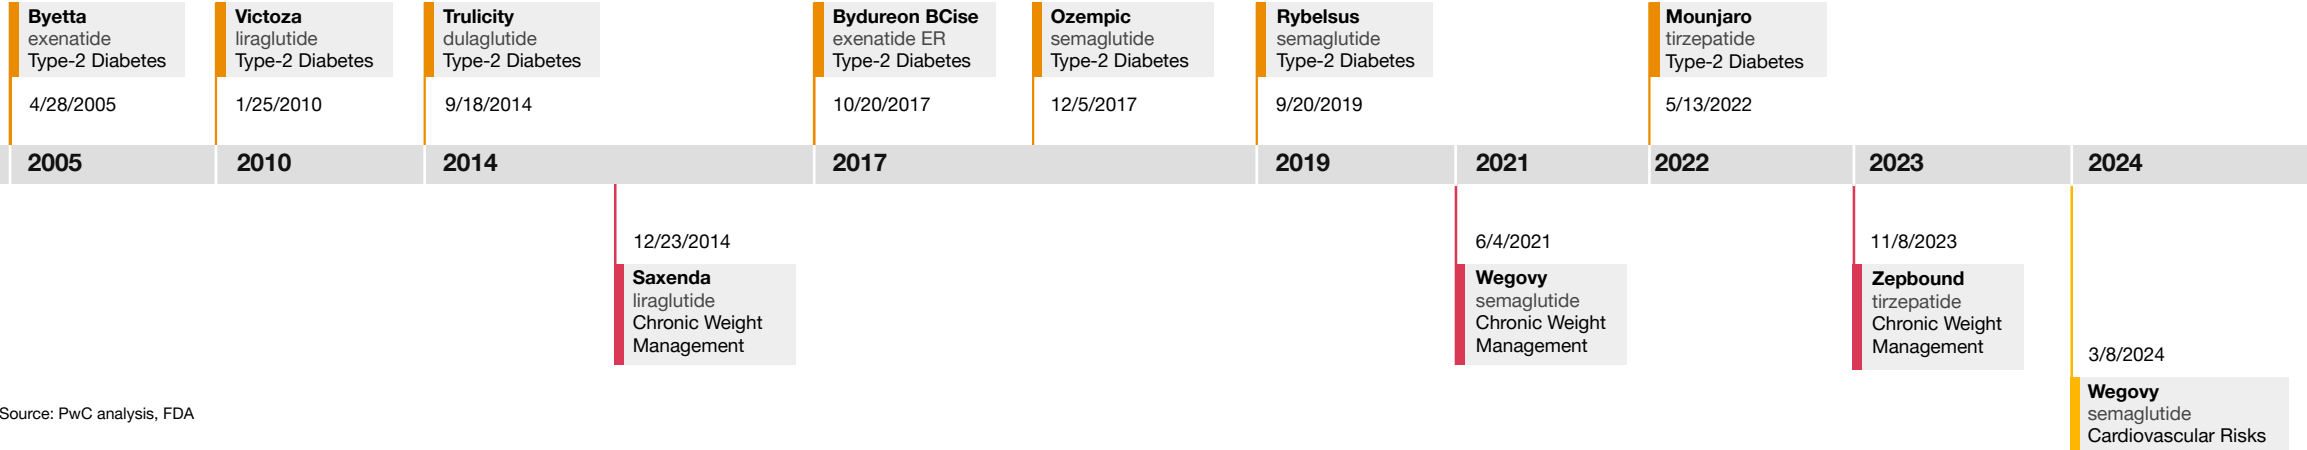 Byetta
exenatide
Type-2 Diabetes
4/28/2005
Victoza
liraglutide
Type-2 Diabetes
1/25/2010
Trulicity
dulaglutide
Type-2 Diabetes
9/18/2014
Bydureon BCise
exenatide ER
Type-2 Diabetes
10/20/2017
Ozempic
semaglutide
Type-2 Diabetes
12/5/2017
Rybelsus
semaglutide
Type-2 Diabetes
9/20/2019
Mounjaro
tirzepatide
Type-2 Diabetes
5/13/2022
2005
2010
2014
2017
2019
2021
2022
2023
2024
12/23/2014
Saxenda
liraglutide
Chronic Weight
Management
6/4/2021
Wegovy
semaglutide
Chronic Weight
Management
11/8/2023
Zepbound
tirzepatide
Chronic Weight
Management
3/8/2024
Wegovy
semaglutide
Cardiovascular Risks
Source: PwC analysis, FDA